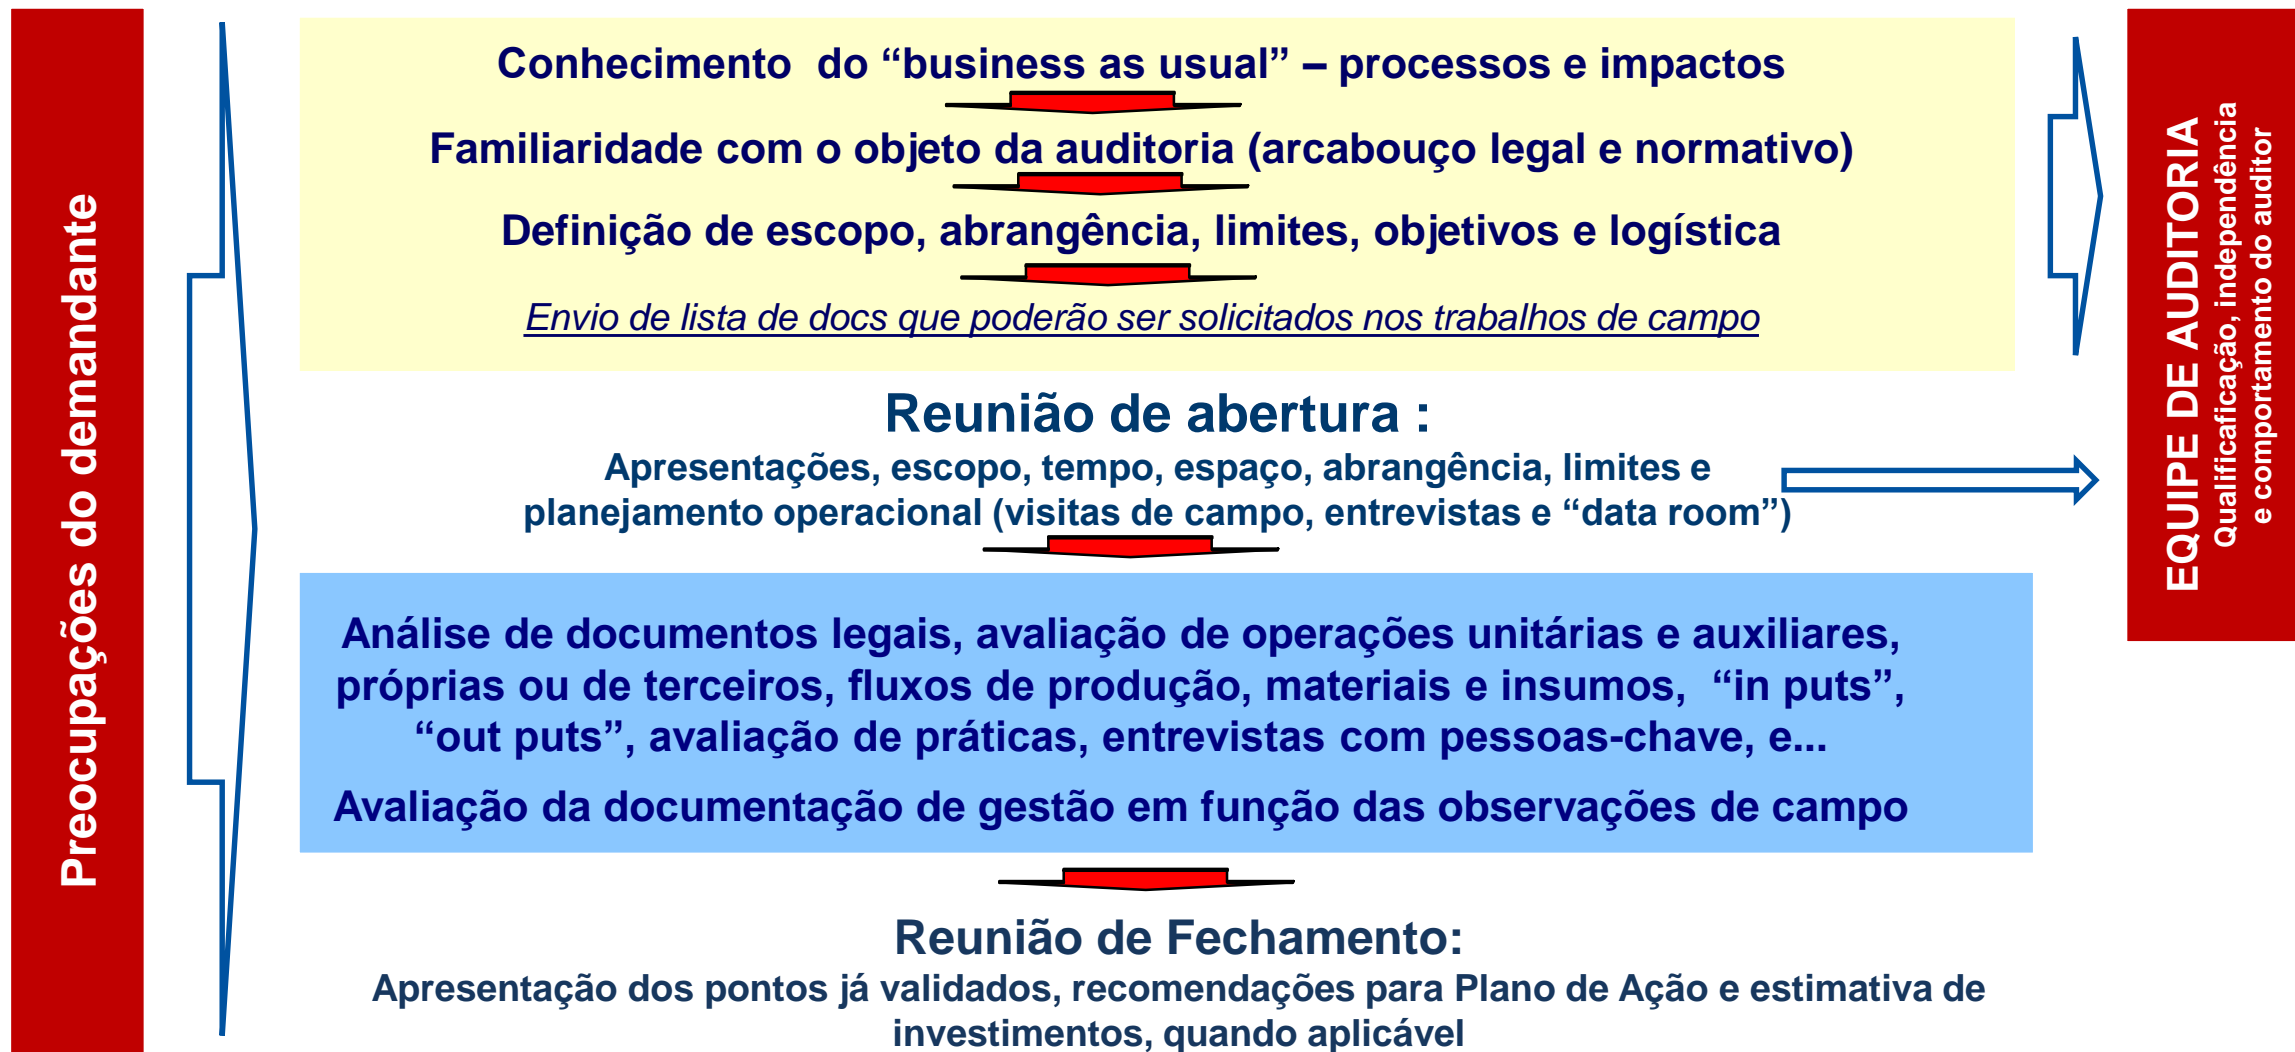 Preocupações do demandante
Conhecimento do “business as usual” – processos e impactos
Familiaridade com o objeto da auditoria (arcabouço legal e normativo)
Definição de escopo, abrangência, limites, objetivos e logística
Envio de lista de docs que poderão ser solicitados nos trabalhos de campo
Reunião de abertura :
Apresentações, escopo, tempo, espaço, abrangência, limites e
planejamento operacional (visitas de campo, entrevistas e “data room”)
Análise de documentos legais, avaliação de operações unitárias e auxiliares,
próprias ou de terceiros, fluxos de produção, materiais e insumos, “in puts”,
“out puts”, avaliação de práticas, entrevistas com pessoas-chave, e...
Avaliação da documentação de gestão em função das observações de campo
Reunião de Fechamento:
Apresentação dos pontos já validados, recomendações para Plano de Ação e estimativa de
investimentos, quando aplicável
EQUIPE DE AUDITORIA
Qualificaficação, independência
e comportamento do auditor